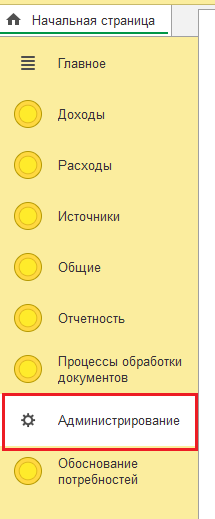 Начальная страница
Главное
Доходы
Расходы
Источники
Общие
Отчетность
Процессы обработки
документов
Администрирование
Обоснование
потребностей